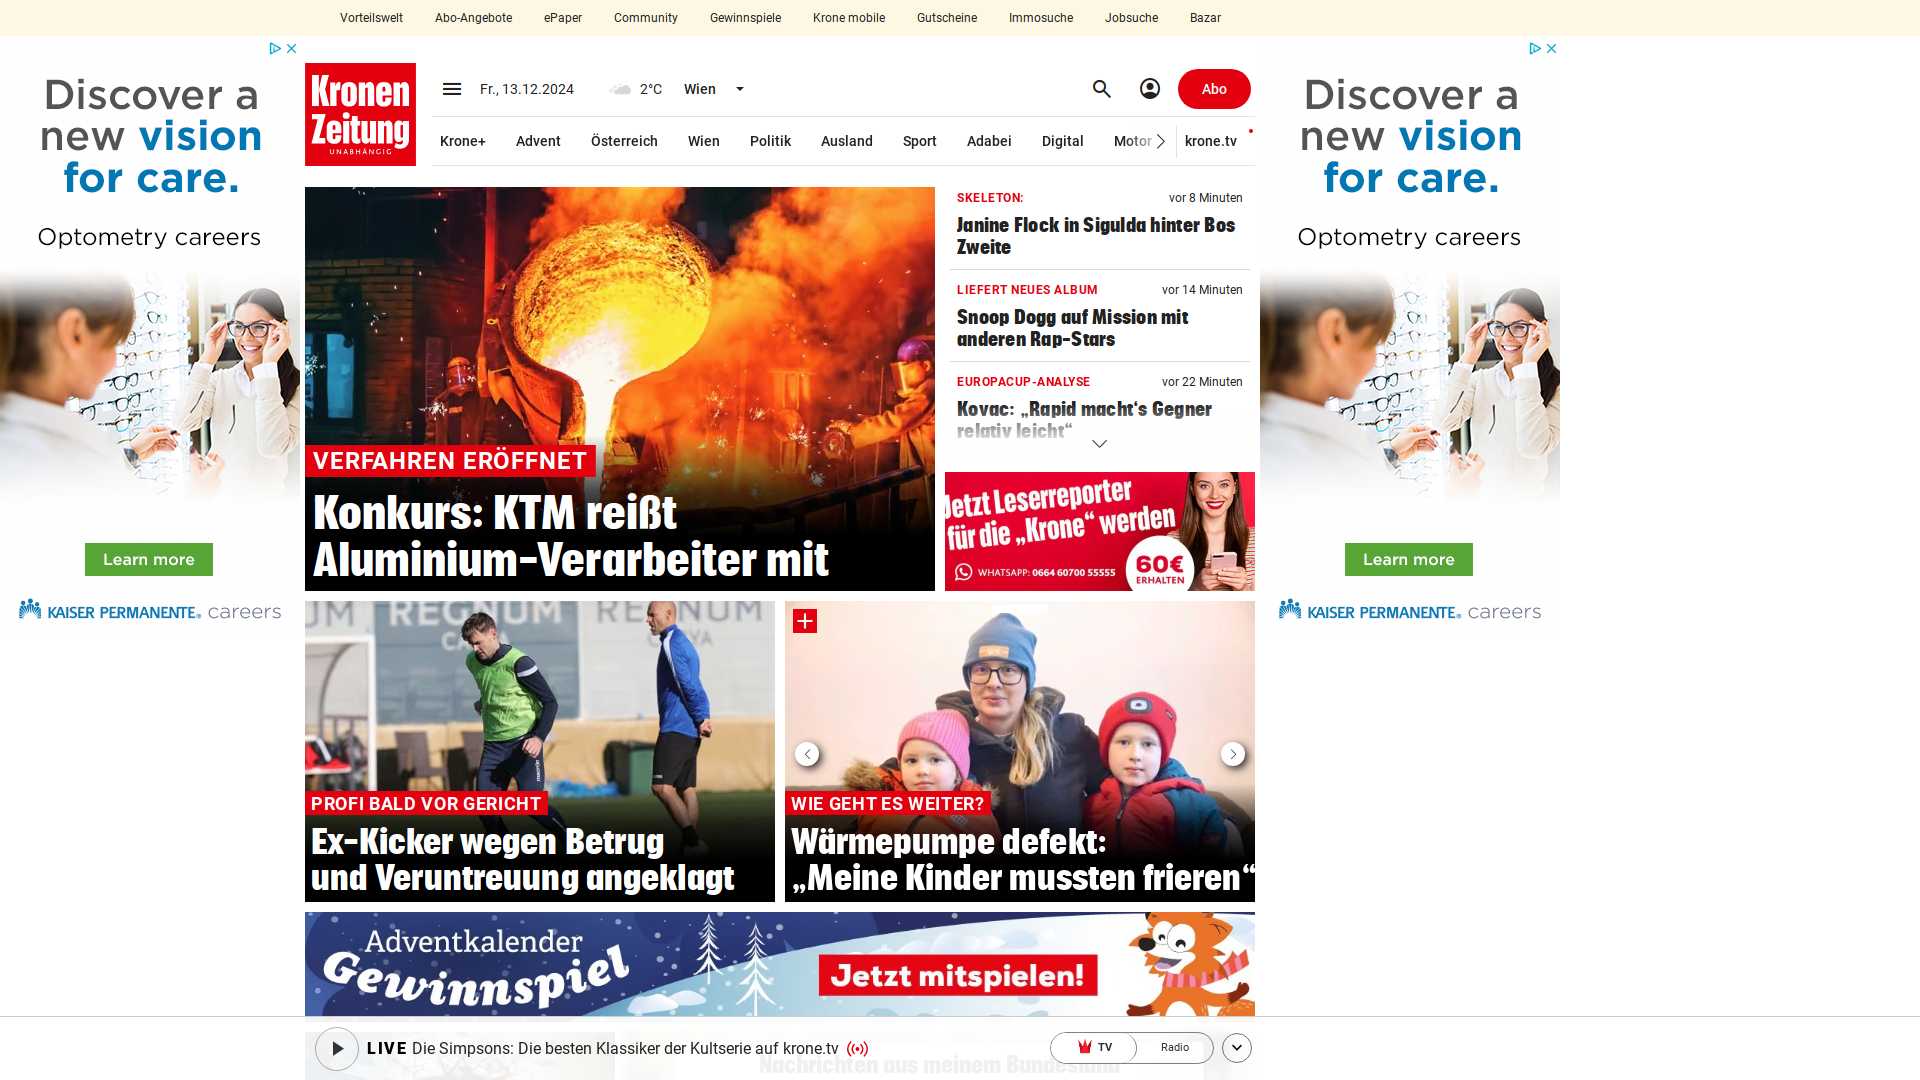 Vorteilswelt Abo-Angebote ePaper Community Gewinnspiele Krone mobile Gutscheine Immosuche Jobsuche Bazar
Discover a
new vision
for care.
Optometry careers
Learn more
KAISER PERMANENTE® careers
Kronen
Zeitung
UNABHÄNGIG
Fr., 13.12.2024 2°C Wien
Abo
Krone+ Advent Österreich Wien Politik Ausland Sport Adabei Digital Motor krone.tv
VERFAHREN ERÖFFNET
Konkurs: KTM reißt
Aluminium-Verarbeiter mit
SKELETON: vor 8 Minuten
Janine Flock in Sigulda hinter Bos
Zweite
LIEFERT NEUES ALBUM vor 14 Minuten
Snoop Dogg auf Mission mit
anderen Rap-Stars
EUROPACUP-ANALYSE vor 22 Minuten
Kovac: „Rapid macht‘s Gegner
relativ leicht“
Jetzt Leserreporter
für die „Krone“ werden
WHATSAPP: 0664 60700 55555
60€
ERHALTEN
REGNUM
REGNUM
PROFI BALD VOR GERICHT
Ex-Kicker wegen Betrug
und Veruntreuung angeklagt
WIE GEHT ES WEITER?
Wärmepumpe defekt:
„Meine Kinder mussten frieren“
Adventkalender
Gewinnspiel
Jetzt mitspielen!
LIVE Die Simpsons: Die besten Klassiker der Kultserie auf krone.tv
TV Radio
Nachrichten aus meinem Bundesland
Discover a
new vision
for care.
Optometry careers
Learn more
KAISER PERMANENTE® careers